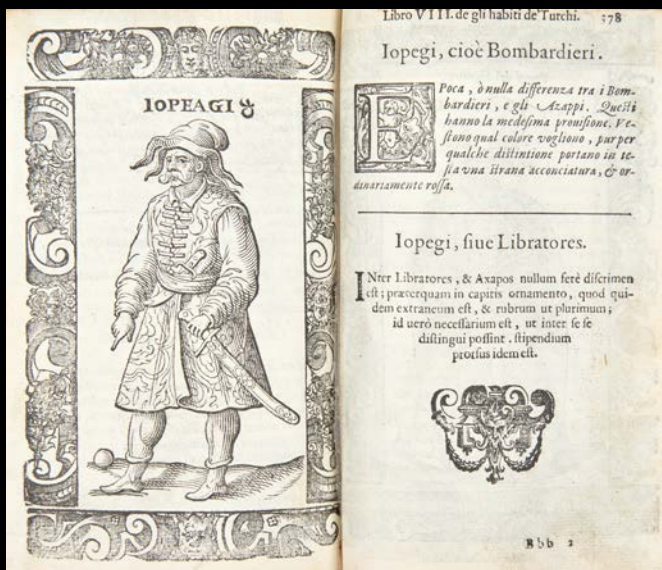 IOPEAGI
Libro VIII. de gli habiti de' Turchi. 378
Iopegi, cioè Bombardieri.
E Poca, ò nulla differenza tra i Bom-
bardieri, e gli Azappi. Queſti
hanno la medeſima prouiſione. Ve-
ſtono qual colore vogliono, pur per
qualche diſtintione portano in te-
ſta vna ſtrana acconciatura, & or-
dinariamente roſſa.
Iopegi, ſiue Libratores.
INter Libratores, & Axapos nullum ferè diſcrimen
eſt; præterquam in capitis ornamento, quod qui-
dem extraneum eſt, & rubrum ut plurimum;
id uerò neceſſarium eſt, ut inter ſe ſe
diſtingui poſſint. ſtipendium
prorſus idem eſt.
Bbb 2